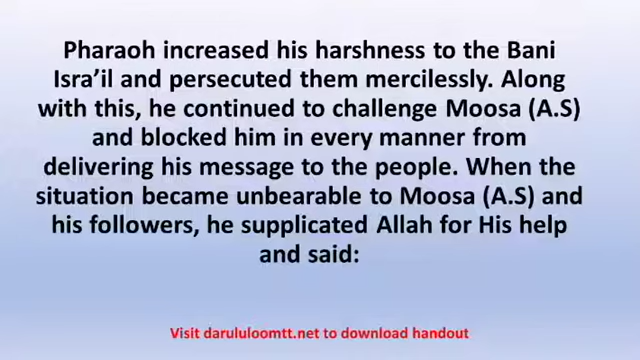 Pharaoh increased his harshness to the Bani
Isra’il and persecuted them mercilessly. Along
with this, he continued to challenge Moosa (A.S)
and blocked him in every manner from
delivering his message to the people. When the
situation became unbearable to Moosa (A.S) and
his followers, he supplicated Allah for His help
and said:
Visit darululoomtt.net to download handout